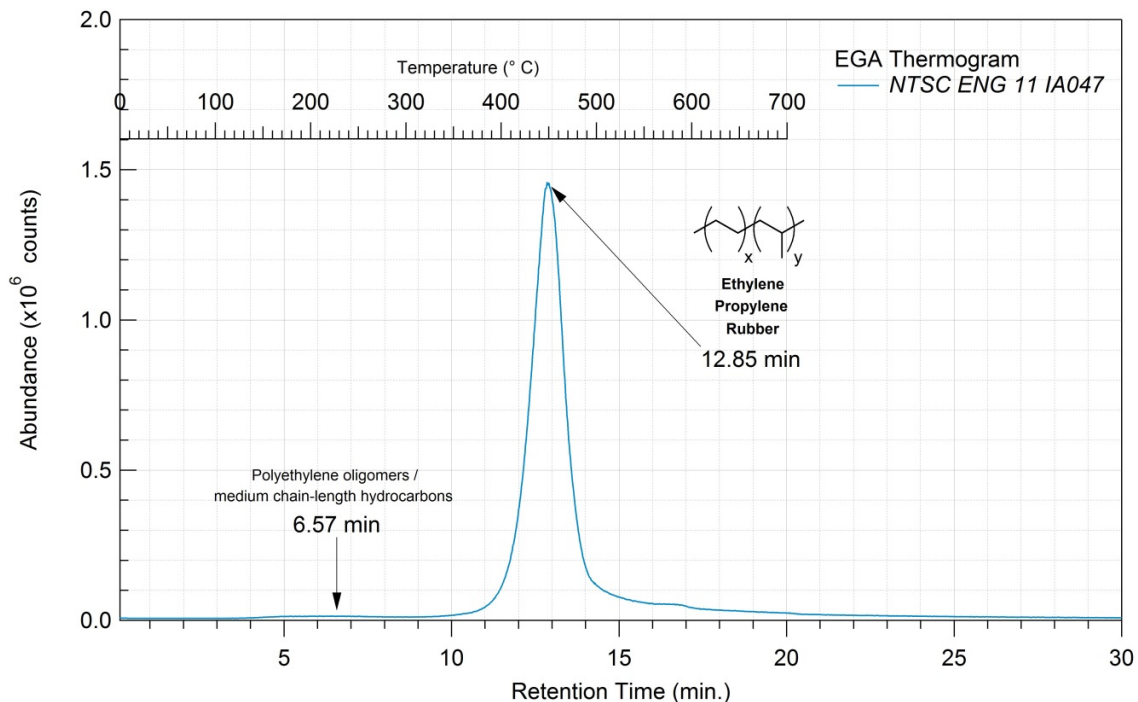 2.0
1.5
1.0
0.5
0.0
Abundance (x10⁶ counts)
Temperature (° C)
0 100 200 300 400 500 600 700
EGA Thermogram
NTSC ENG 11 IA047
x y
Ethylene
Propylene
Rubber
12.85 min
Polyethylene oligomers /
medium chain-length hydrocarbons
6.57 min
5 10 15 20 25 30
Retention Time (min.)